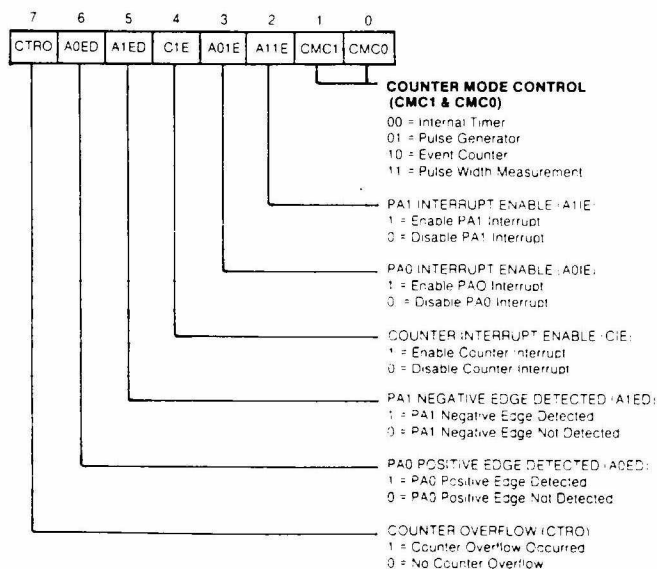 7 6 5 4 3 2 1 0
CTRO A0ED A1ED C1E A01E A11E CMC1 CMC0
COUNTER MODE CONTROL
(CMC1 & CMC0)
00 = Internal Timer
01 = Pulse Generator
10 = Event Counter
11 = Pulse Width Measurement
PA1 INTERRUPT ENABLE (A1IE)
1 = Enable PA1 Interrupt
0 = Disable PA1 Interrupt
PA0 INTERRUPT ENABLE (A0IE)
1 = Enable PAO Interrupt
0 = Disable PA0 Interrupt
COUNTER INTERRUPT ENABLE (CIE)
1 = Enable Counter Interrupt
0 = Disable Counter Interrupt
PA1 NEGATIVE EDGE DETECTED (A1ED)
1 = PA1 Negative Edge Detected
0 = PA1 Negative Edge Not Detected
PA0 POSITIVE EDGE DETECTED (A0ED)
1 = PA0 Positive Edge Detected
0 = PA0 Positive Edge Not Detected
COUNTER OVERFLOW (CTRO)
1 = Counter Overflow Occurred
0 = No Counter Overflow